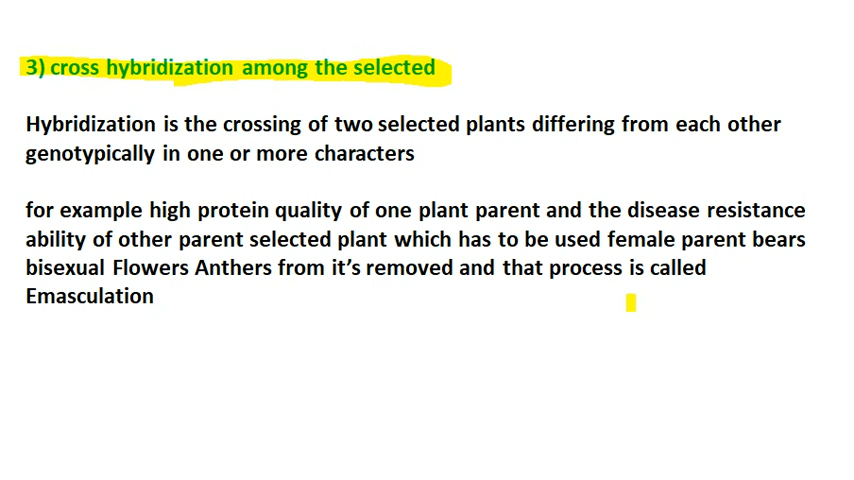 3) cross hybridization among the selected
Hybridization is the crossing of two selected plants differing from each other
genotypically in one or more characters
for example high protein quality of one plant parent and the disease resistance
ability of other parent selected plant which has to be used female parent bears
bisexual Flowers Anthers from it’s removed and that process is called
Emasculation